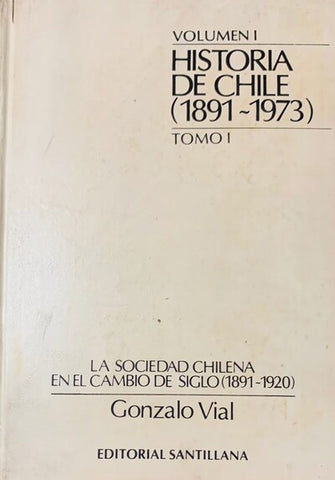 VOLUMEN I
HISTORIA
DE CHILE
(1891~1973)
TOMO I
LA SOCIEDAD CHILENA
EN EL CAMBIO DE SIGLO (1891~1920)
Gonzalo Vial
EDITORIAL SANTILLANA